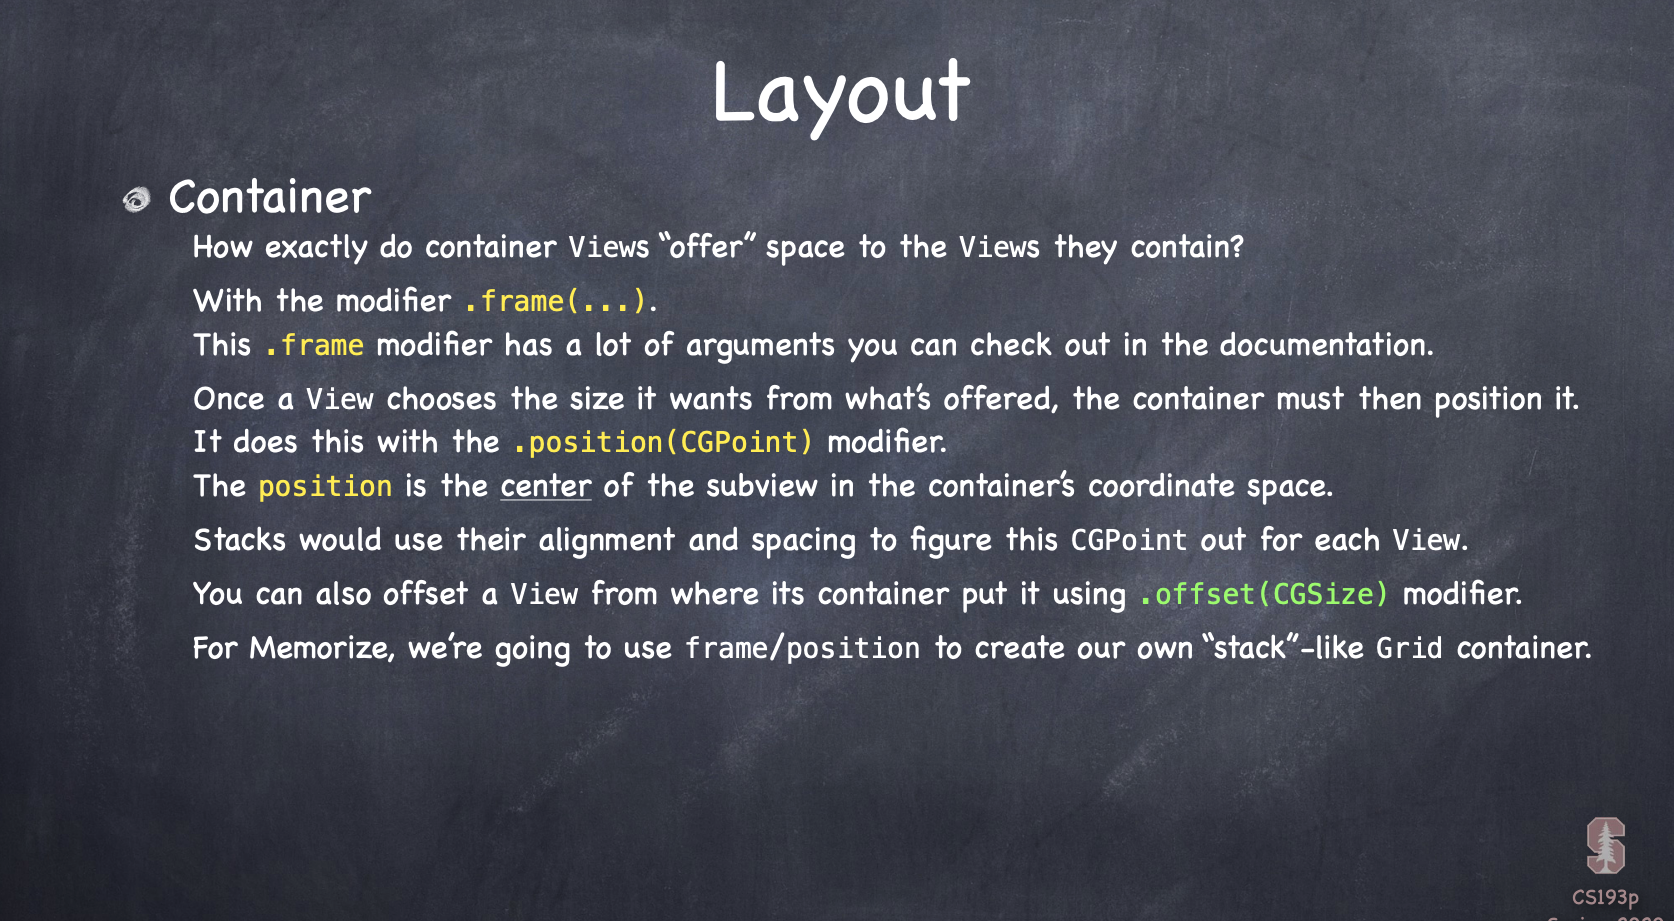 Layout
Container
How exactly do container Views “offer” space to the Views they contain?
With the modifier .frame(...).
This .frame modifier has a lot of arguments you can check out in the documentation.
Once a View chooses the size it wants from what’s offered, the container must then position it.
It does this with the .position(CGPoint) modifier.
The position is the center of the subview in the container’s coordinate space.
Stacks would use their alignment and spacing to figure this CGPoint out for each View.
You can also offset a View from where its container put it using .offset(CGSize) modifier.
For Memorize, we’re going to use frame/position to create our own “stack”-like Grid container.
S
CS193p